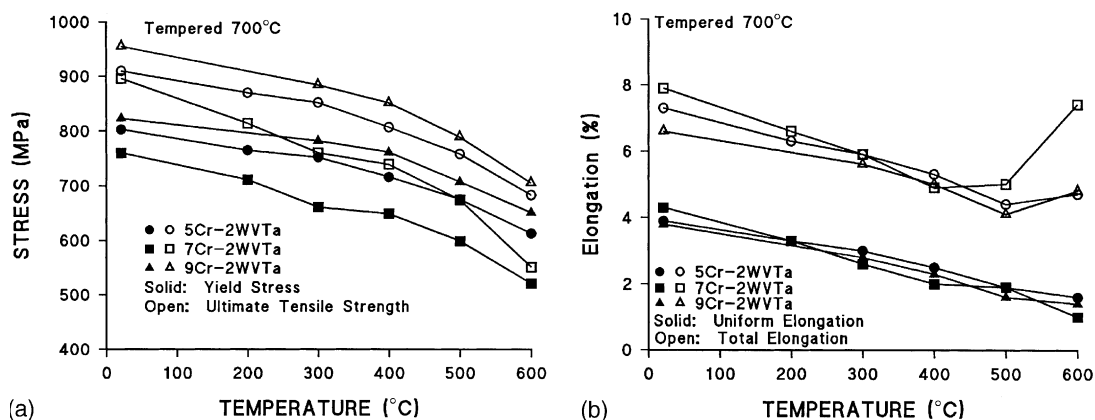 Tempered 700°C
1000
900
800
700
600
500
400
STRESS (MPa)
● ○ 5Cr-2WVTa
■ □ 7Cr-2WVTa
▲ △ 9Cr-2WVTa
Solid: Yield Stress
Open: Ultimate Tensile Strength
0 100 200 300 400 500 600
(a) TEMPERATURE (°C)
Tempered 700°C
10
8
6
4
2
0
Elongation (%)
● ○ 5Cr-2WVTa
■ □ 7Cr-2WVTa
▲ △ 9Cr-2WVTa
Solid: Uniform Elongation
Open: Total Elongation
0 100 200 300 400 500 600
(b) TEMPERATURE (°C)